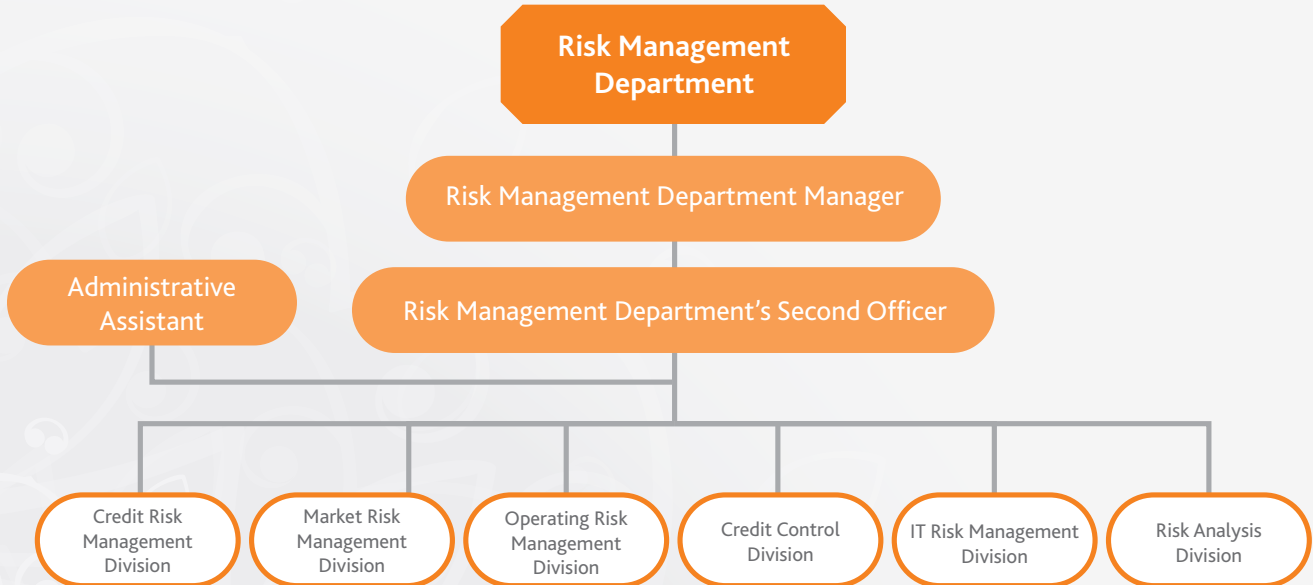 Risk Management
Department
Risk Management Department Manager
Administrative
Assistant
Risk Management Department’s Second Officer
Credit Risk
Management
Division
Market Risk
Management
Division
Operating Risk
Management
Division
Credit Control
Division
IT Risk Management
Division
Risk Analysis
Division